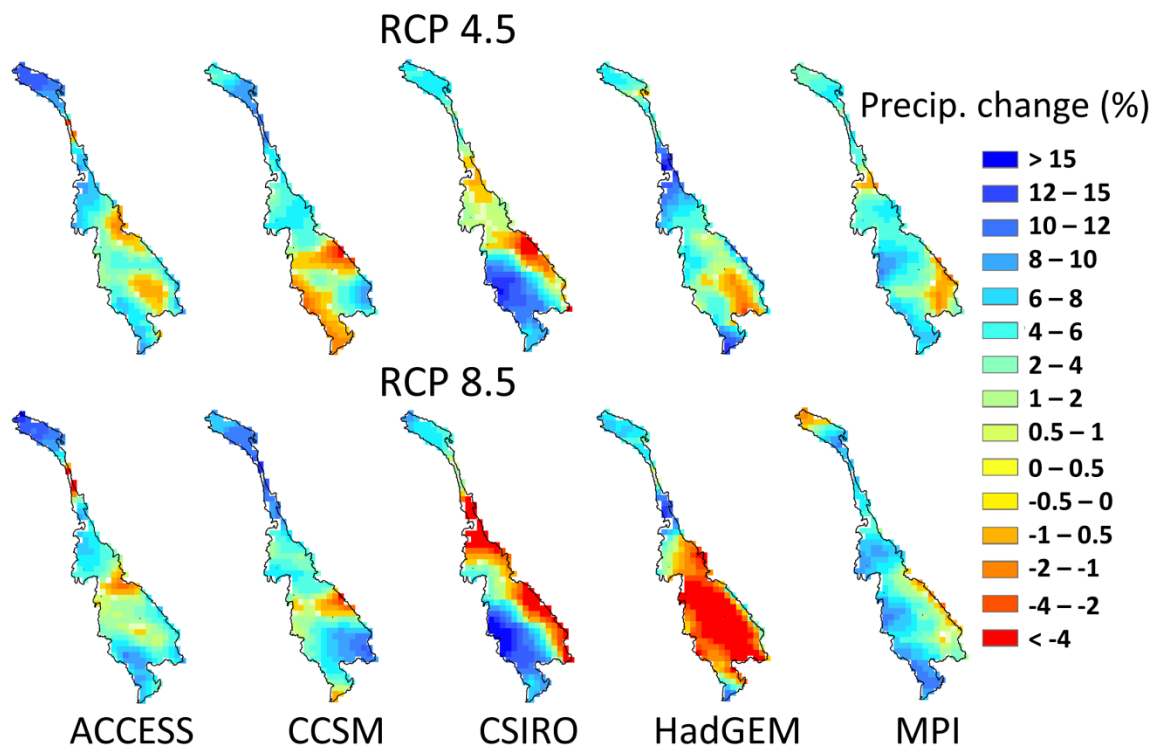 RCP 4.5
Precip. change (%)
> 15
12 – 15
10 – 12
8 – 10
6 – 8
4 – 6
2 – 4
1 – 2
0.5 – 1
0 – 0.5
-0.5 – 0
-1 – 0.5
-2 – -1
-4 – -2
< -4
RCP 8.5
ACCESS
CCSM
CSIRO
HadGEM
MPI